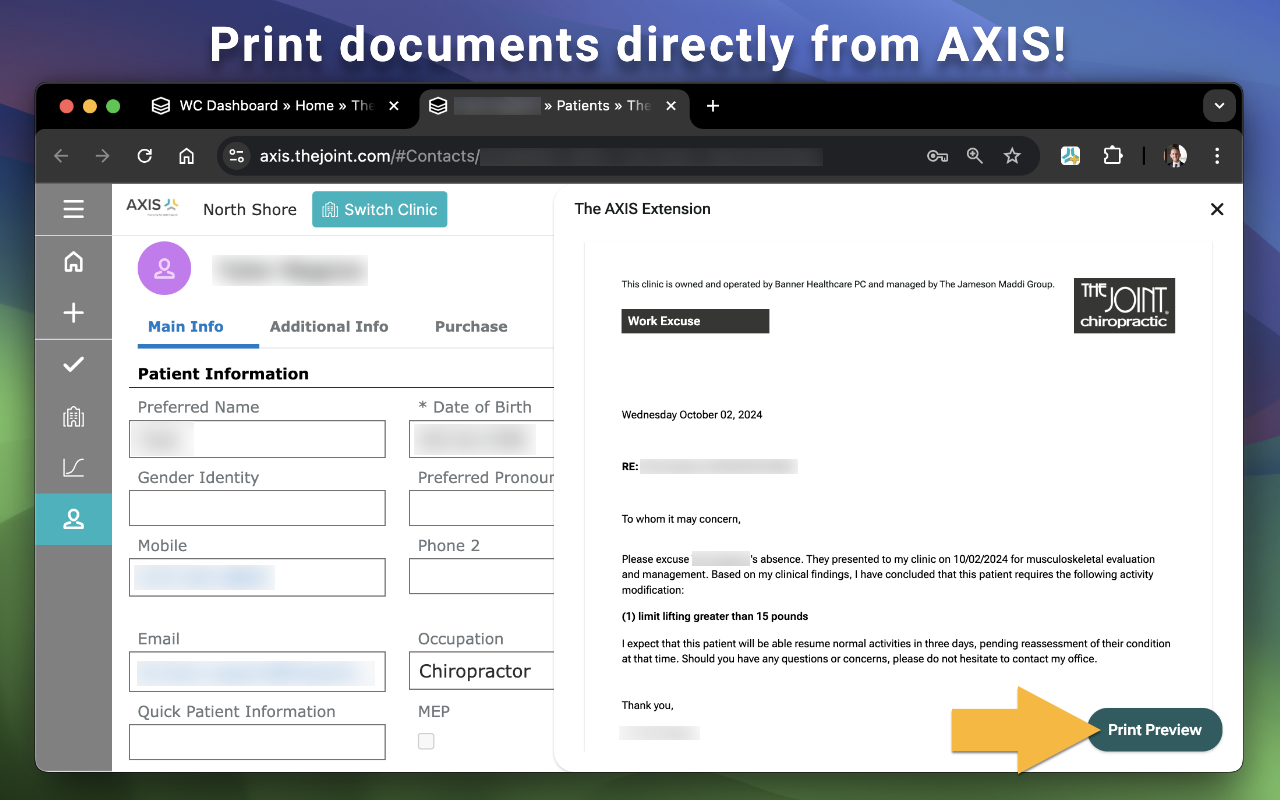 Print documents directly from AXIS!
WC Dashboard » Home » The
» Patients » The
axis.thejoint.com/#Contacts/
AXIS
North Shore
Switch Clinic
Main Info
Additional Info
Purchase
Patient Information
Preferred Name
* Date of Birth
Gender Identity
Preferred Pronoun
Mobile
Phone 2
Email
Occupation
Chiropractor
Quick Patient Information
MEP
The AXIS Extension
This clinic is owned and operated by Banner Healthcare PC and managed by The Jameson Maddi Group.
THE JOINT
chiropractic
Work Excuse
Wednesday October 02, 2024
RE:
To whom it may concern,
Please excuse 's absence. They presented to my clinic on 10/02/2024 for musculoskeletal evaluation
and management. Based on my clinical findings, I have concluded that this patient requires the following activity
modification:
(1) limit lifting greater than 15 pounds
I expect that this patient will be able resume normal activities in three days, pending reassessment of their condition
at that time. Should you have any questions or concerns, please do not hesitate to contact my office.
Thank you,
Print Preview